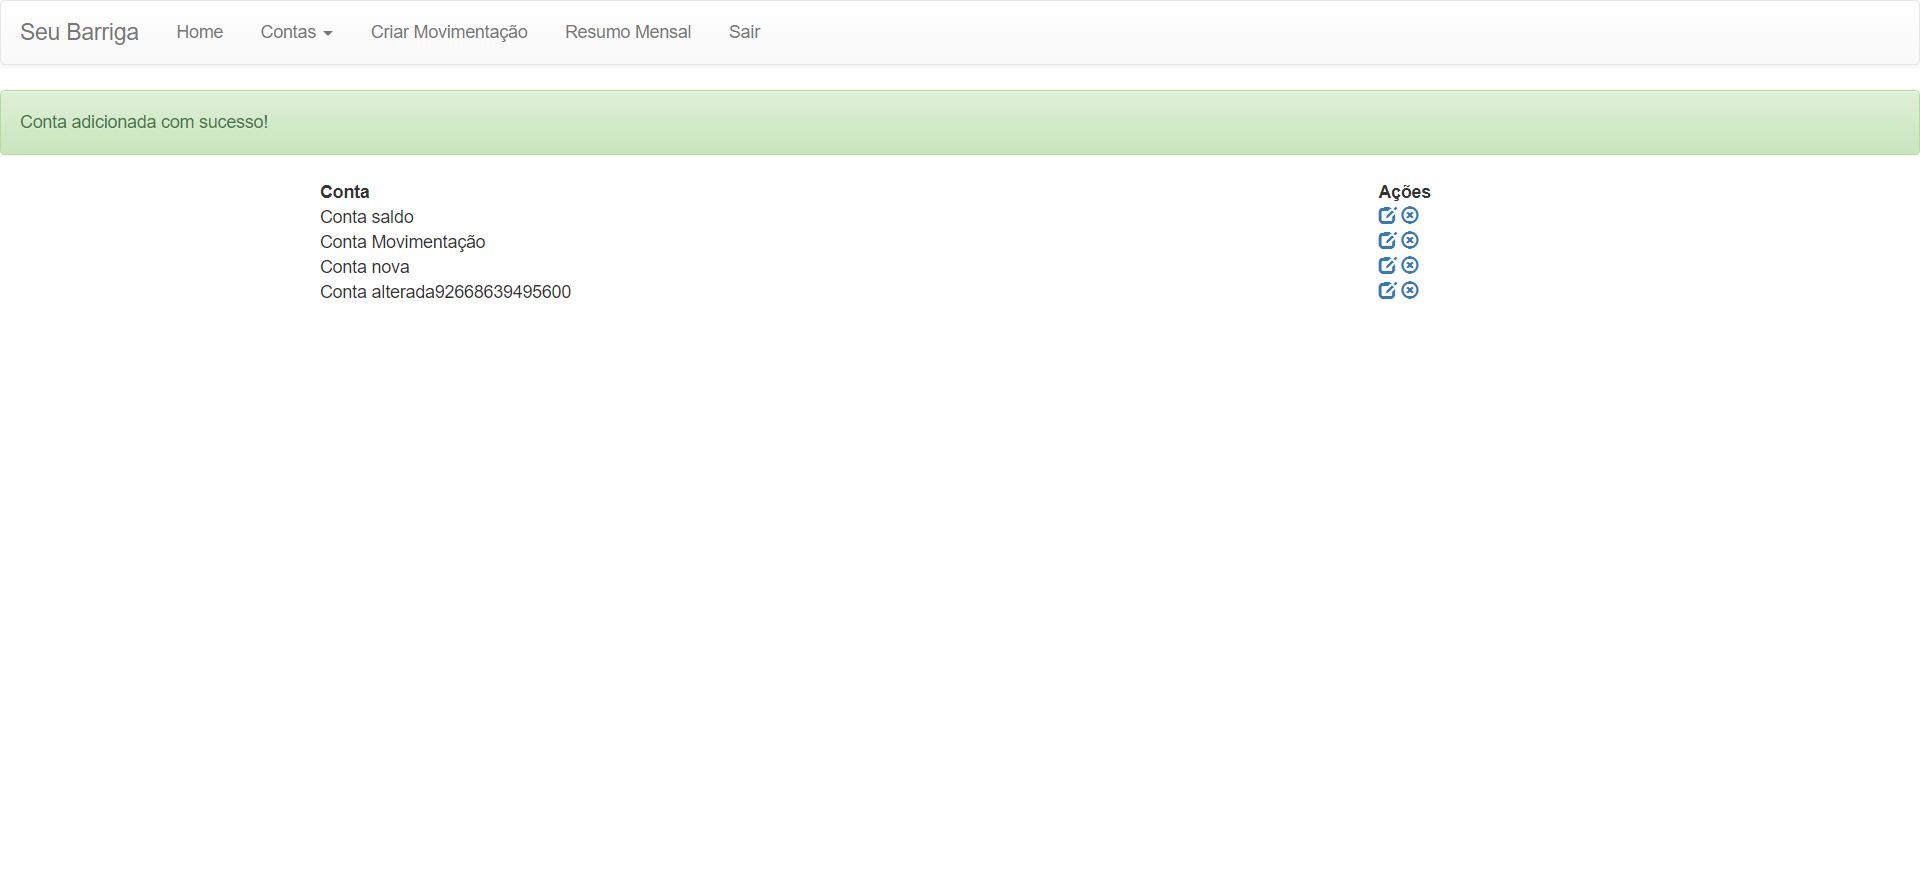 Seu Barriga Home Contas Criar Movimentação Resumo Mensal Sair
Conta adicionada com sucesso!
Conta Ações
Conta saldo
Conta Movimentação
Conta nova
Conta alterada92668639495600